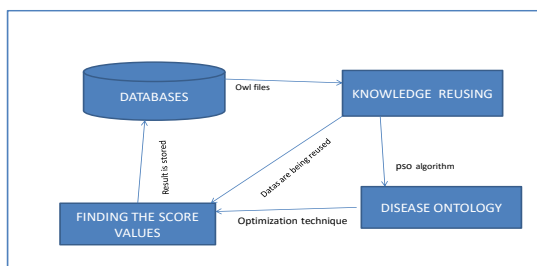 DATABASES
Owl files
KNOWLEDGE REUSING
Result is stored
Datas are being reused
pso algorithm
FINDING THE SCORE
VALUES
Optimization technique
DISEASE ONTOLOGY